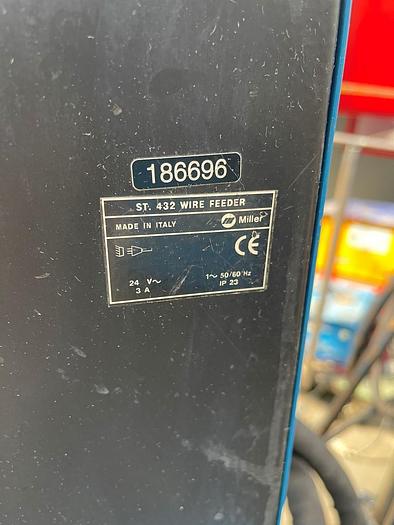 186696
ST. 432 WIRE FEEDER
MADE IN ITALY Miller
CE
24 V~ 1~ 50/60 Hz
3 A IP 23